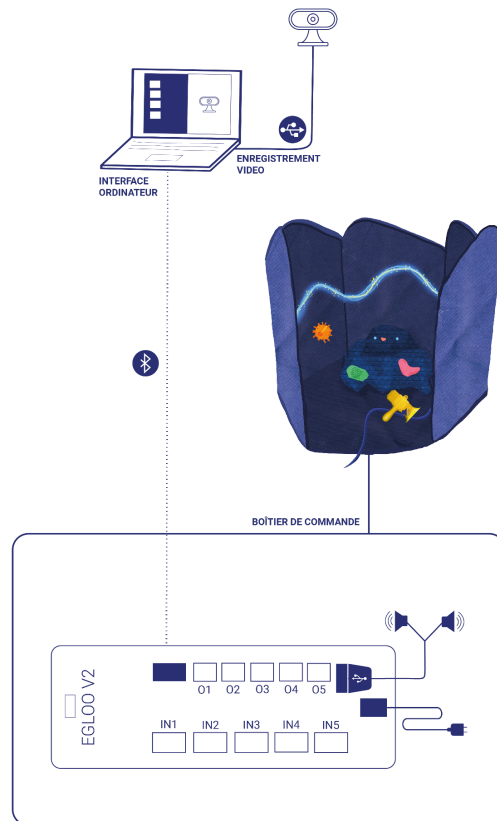 ENREGISTREMENT
VIDEO
INTERFACE
ORDINATEUR
BOÎTIER DE COMMANDE
EGLOO V2
O1 O2 O3 O4 O5
IN1 IN2 IN3 IN4 IN5